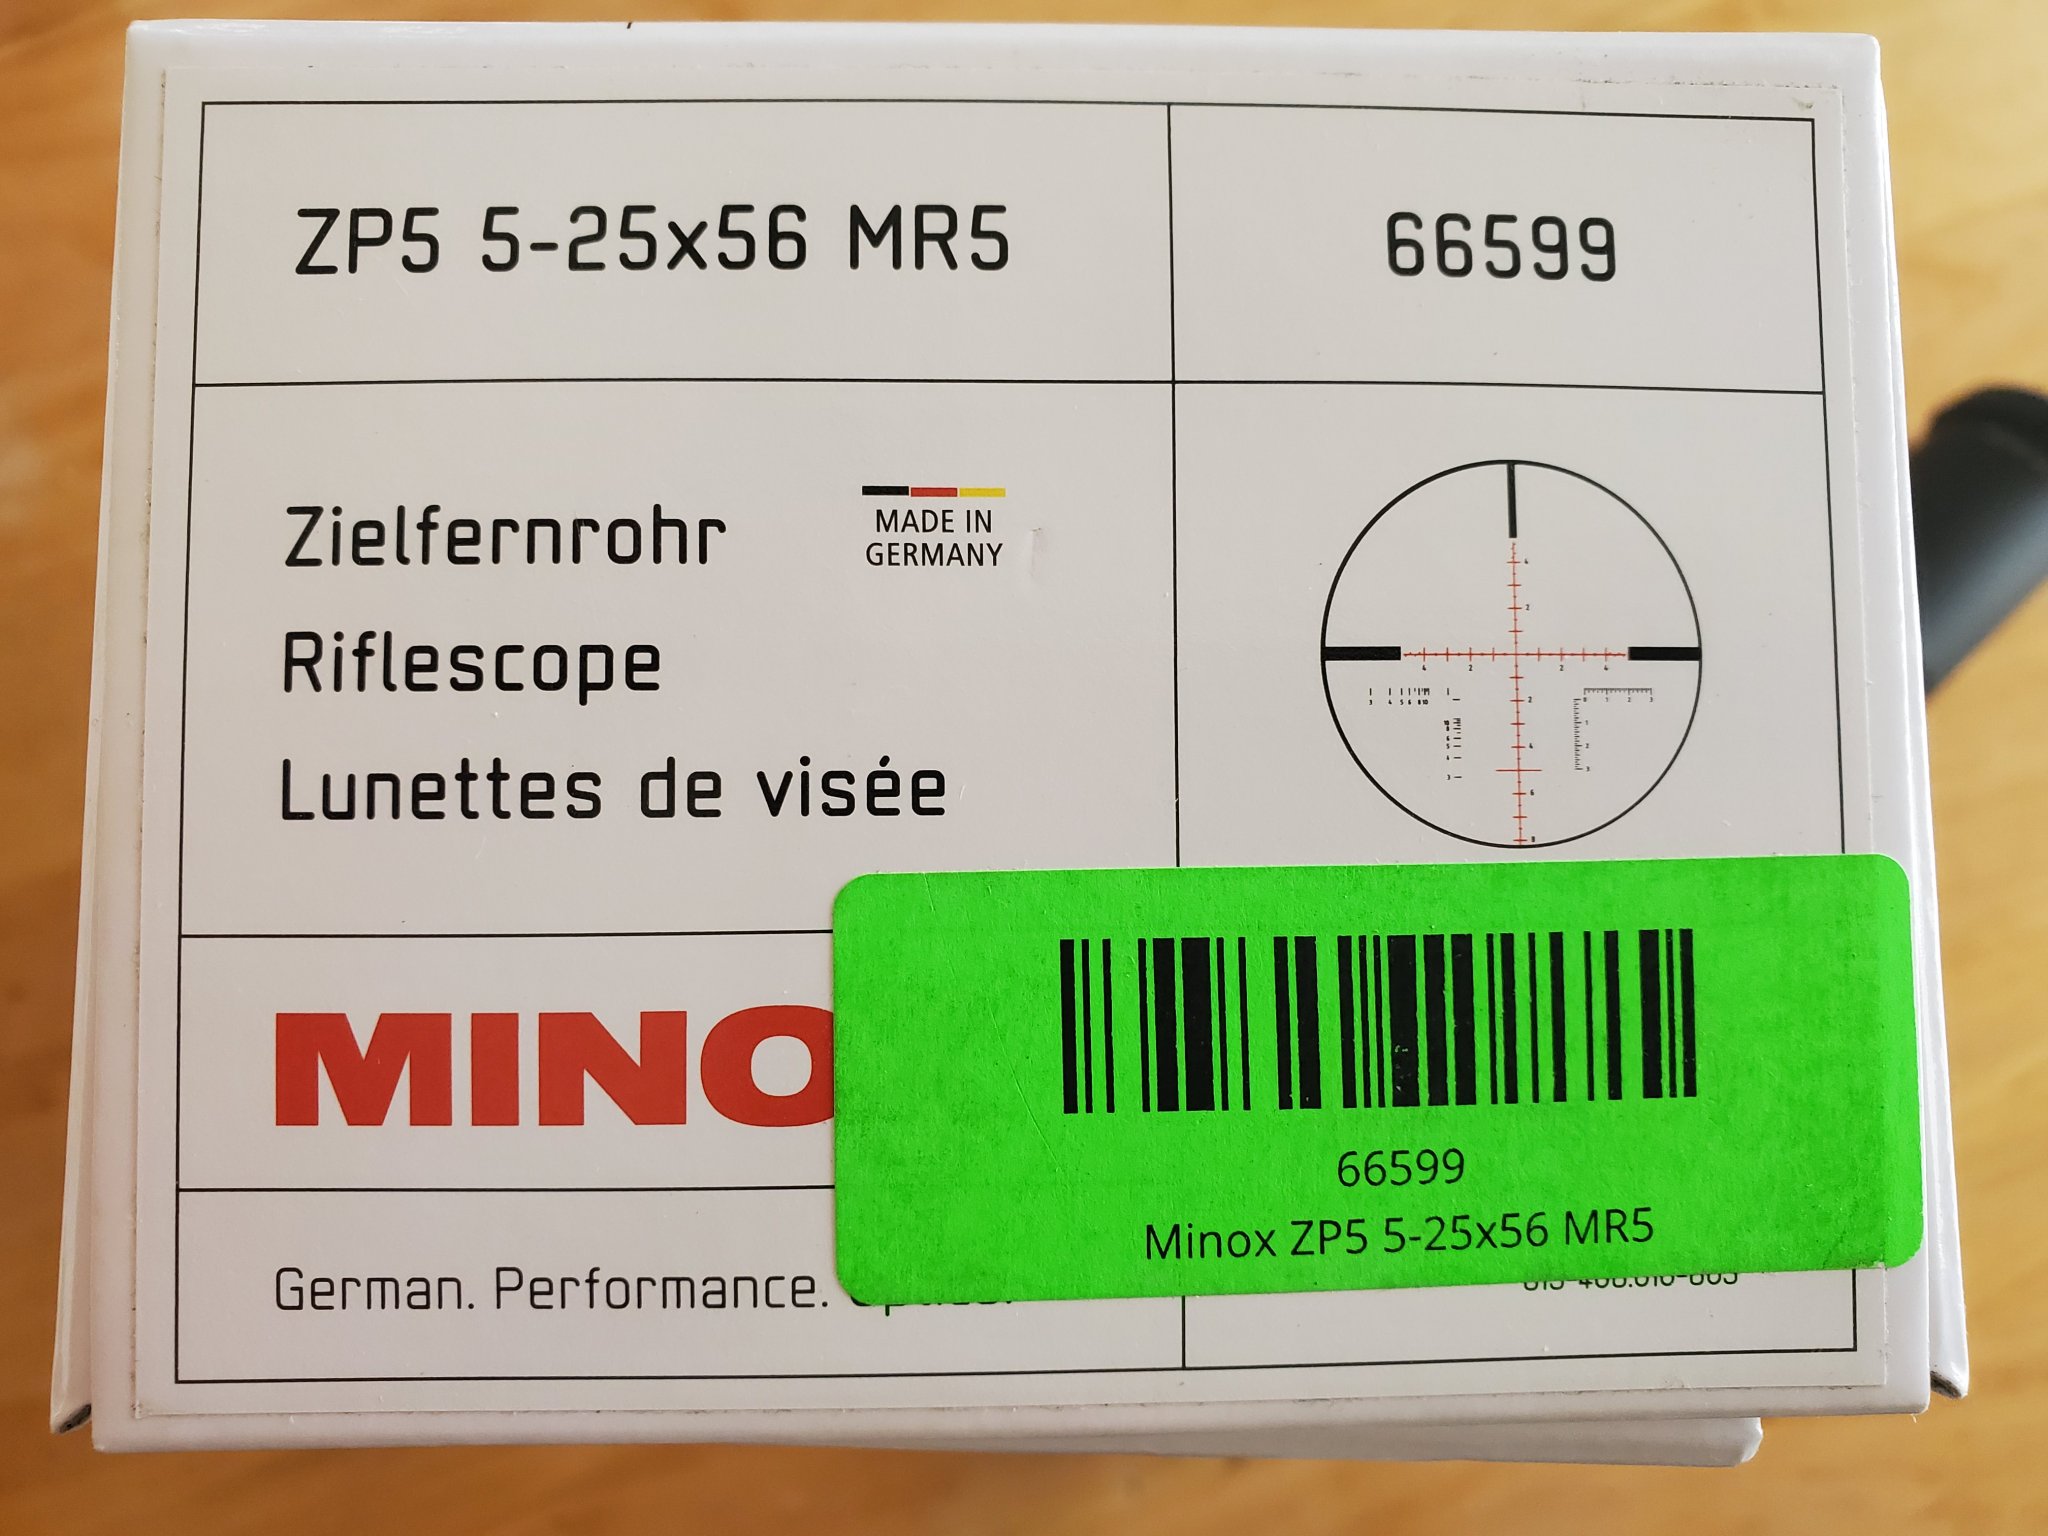 ZP5 5-25x56 MR5
66599
Zielfernrohr
MADE IN
GERMANY
Riflescope
Lunettes de visée
MINO
66599
Minox ZP5 5-25x56 MR5
German. Performance.